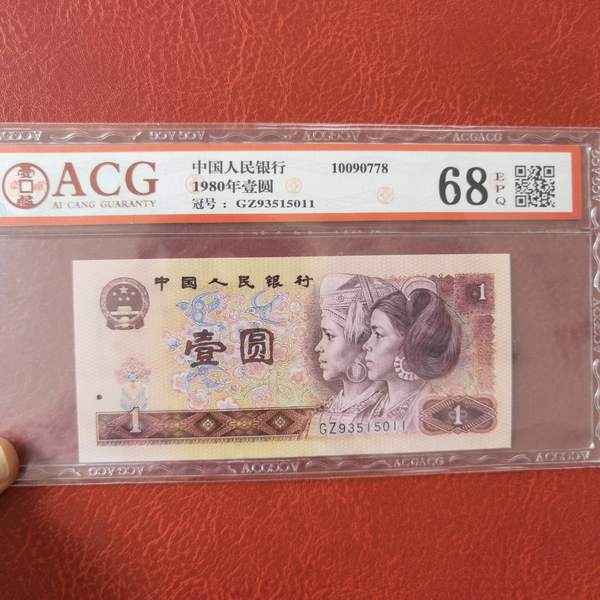 ACG
AI CANG GUARANTY
中国人民银行
1980年壹圆
冠号：GZ93515011
10090778
68
EPQ
中国人民银行
壹圆
1
1
1
GZ93515011